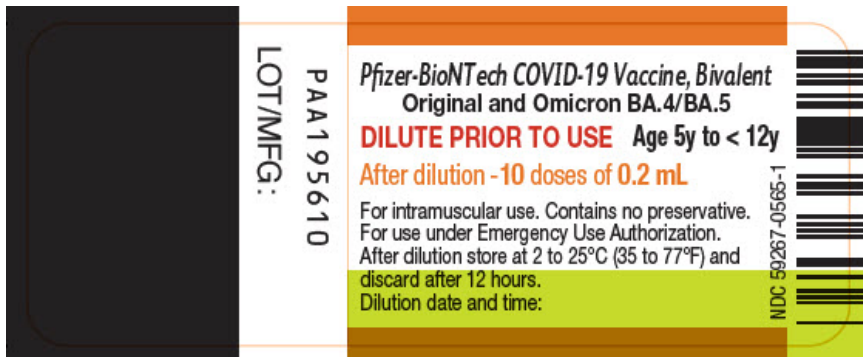 LOT/MFG:
PAA195610
Pfizer-BioNTech COVID-19 Vaccine, Bivalent
Original and Omicron BA.4/BA.5
DILUTE PRIOR TO USE Age 5y to < 12y
After dilution - 10 doses of 0.2 mL
For intramuscular use. Contains no preservative.
For use under Emergency Use Authorization.
After dilution store at 2 to 25°C (35 to 77°F) and
discard after 12 hours.
Dilution date and time:
NDC 59267-0565-1